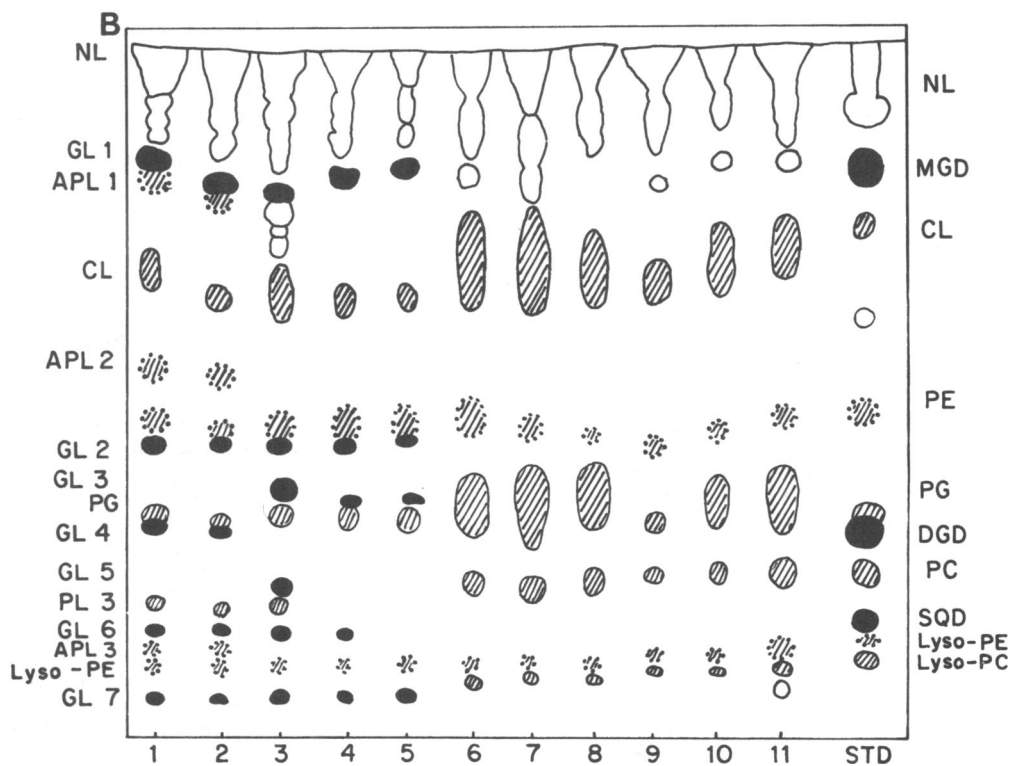 B
NL
GL 1
APL 1
CL
APL 2
GL 2
GL 3
PG
GL 4
GL 5
PL 3
GL 6
APL 3
Lyso-PE
GL 7
NL
MGD
CL
PE
PG
DGD
PC
SQD
Lyso-PE
Lyso-PC
1 2 3 4 5 6 7 8 9 10 11 STD